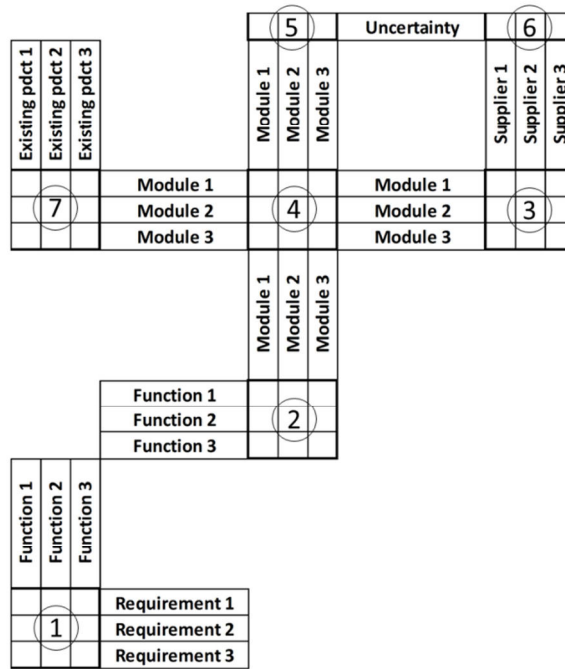 5 Uncertainty 6
Existing pdct 1
Existing pdct 2
Existing pdct 3
Module 1
Module 2
Module 3
Supplier 1
Supplier 2
Supplier 3
Module 1 Module 1
7 Module 2 4 Module 2 3
Module 3 Module 3
Module 1
Module 2
Module 3
Function 1
Function 2 2
Function 3
Function 1
Function 2
Function 3
Requirement 1
1 Requirement 2
Requirement 3